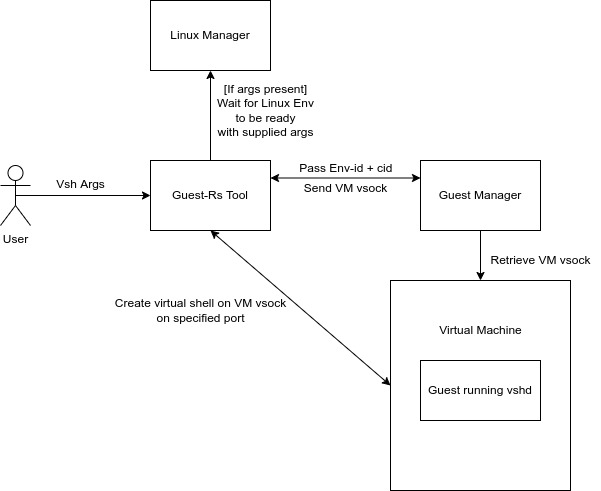 Linux Manager
[If args present]
Wait for Linux Env
to be ready
with supplied args
Vsh Args
User
Guest-Rs Tool
Pass Env-id + cid
Send VM vsock
Guest Manager
Retrieve VM vsock
Create virtual shell on VM vsock
on specified port
Virtual Machine
Guest running vshd